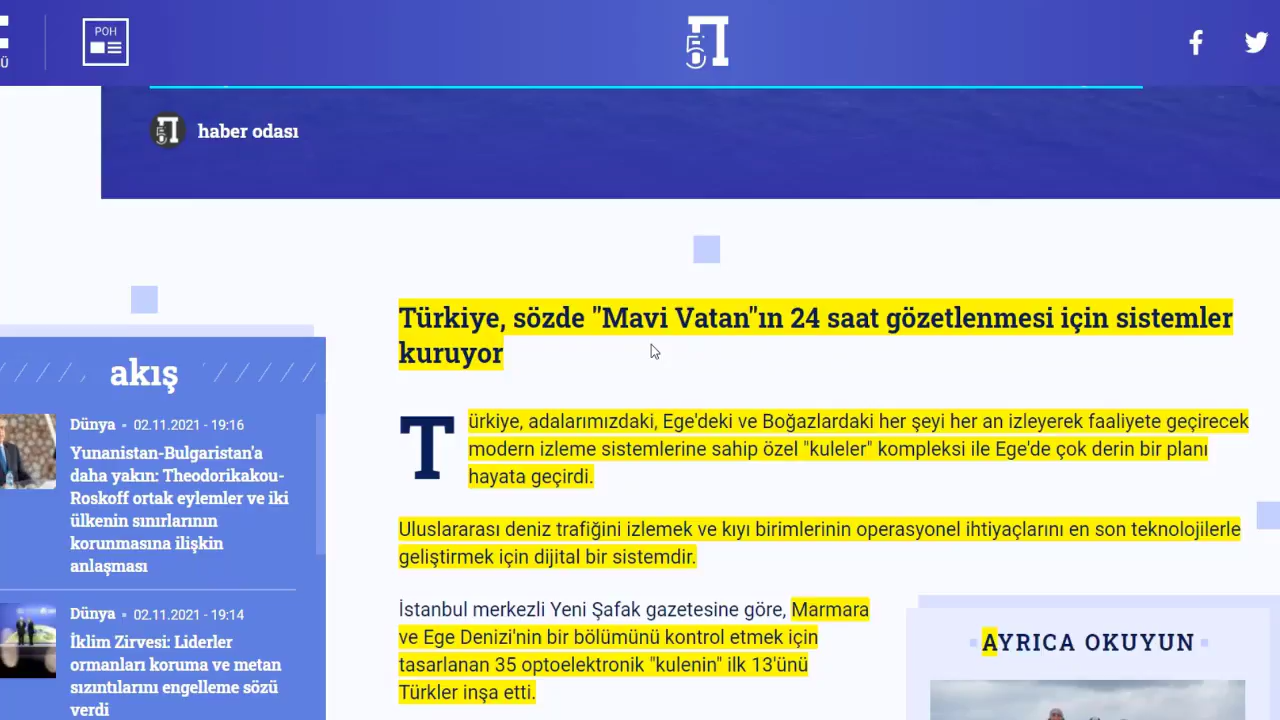 Ü
РОН
5П
haber odası
Türkiye, sözde "Mavi Vatan"ın 24 saat gözetlenmesi için sistemler
kuruyor
Türkiye, adalarımızdaki, Ege'deki ve Boğazlardaki her şeyi her an izleyerek faaliyete geçirecek
modern izleme sistemlerine sahip özel "kuleler" kompleksi ile Ege'de çok derin bir planı
hayata geçirdi.
Uluslararası deniz trafiğini izlemek ve kıyı birimlerinin operasyonel ihtiyaçlarını en son teknolojilerle
geliştirmek için dijital bir sistemdir.
İstanbul merkezli Yeni Şafak gazetesine göre, Marmara
ve Ege Denizi'nin bir bölümünü kontrol etmek için
tasarlanan 35 optoelektronik "kulenin" ilk 13'ünü
Türkler inşa etti.
akış
Dünya • 02.11.2021 - 19:16
Yunanistan-Bulgaristan'a
daha yakın: Theodorikakou-
Roskoff ortak eylemler ve iki
ülkenin sınırlarının
korunmasına ilişkin
anlaşması
Dünya • 02.11.2021 - 19:14
İklim Zirvesi: Liderler
ormanları koruma ve metan
sızıntılarını engelleme sözü
verdi
AYRICA OKUYUN